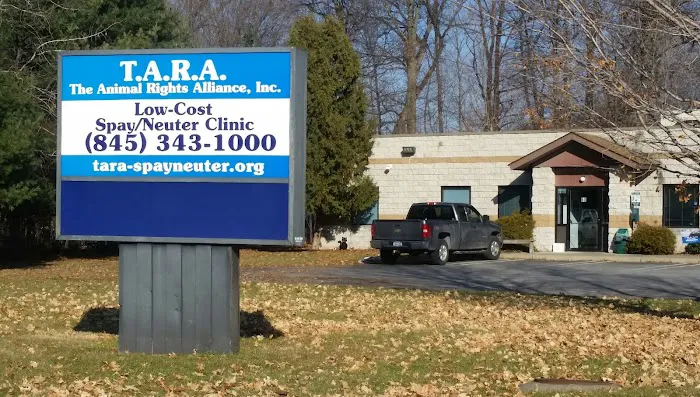 T.A.R.A.
The Animal Rights Alliance, Inc.
Low-Cost
Spay/Neuter Clinic
(845) 343-1000
tara-spayneuter.org